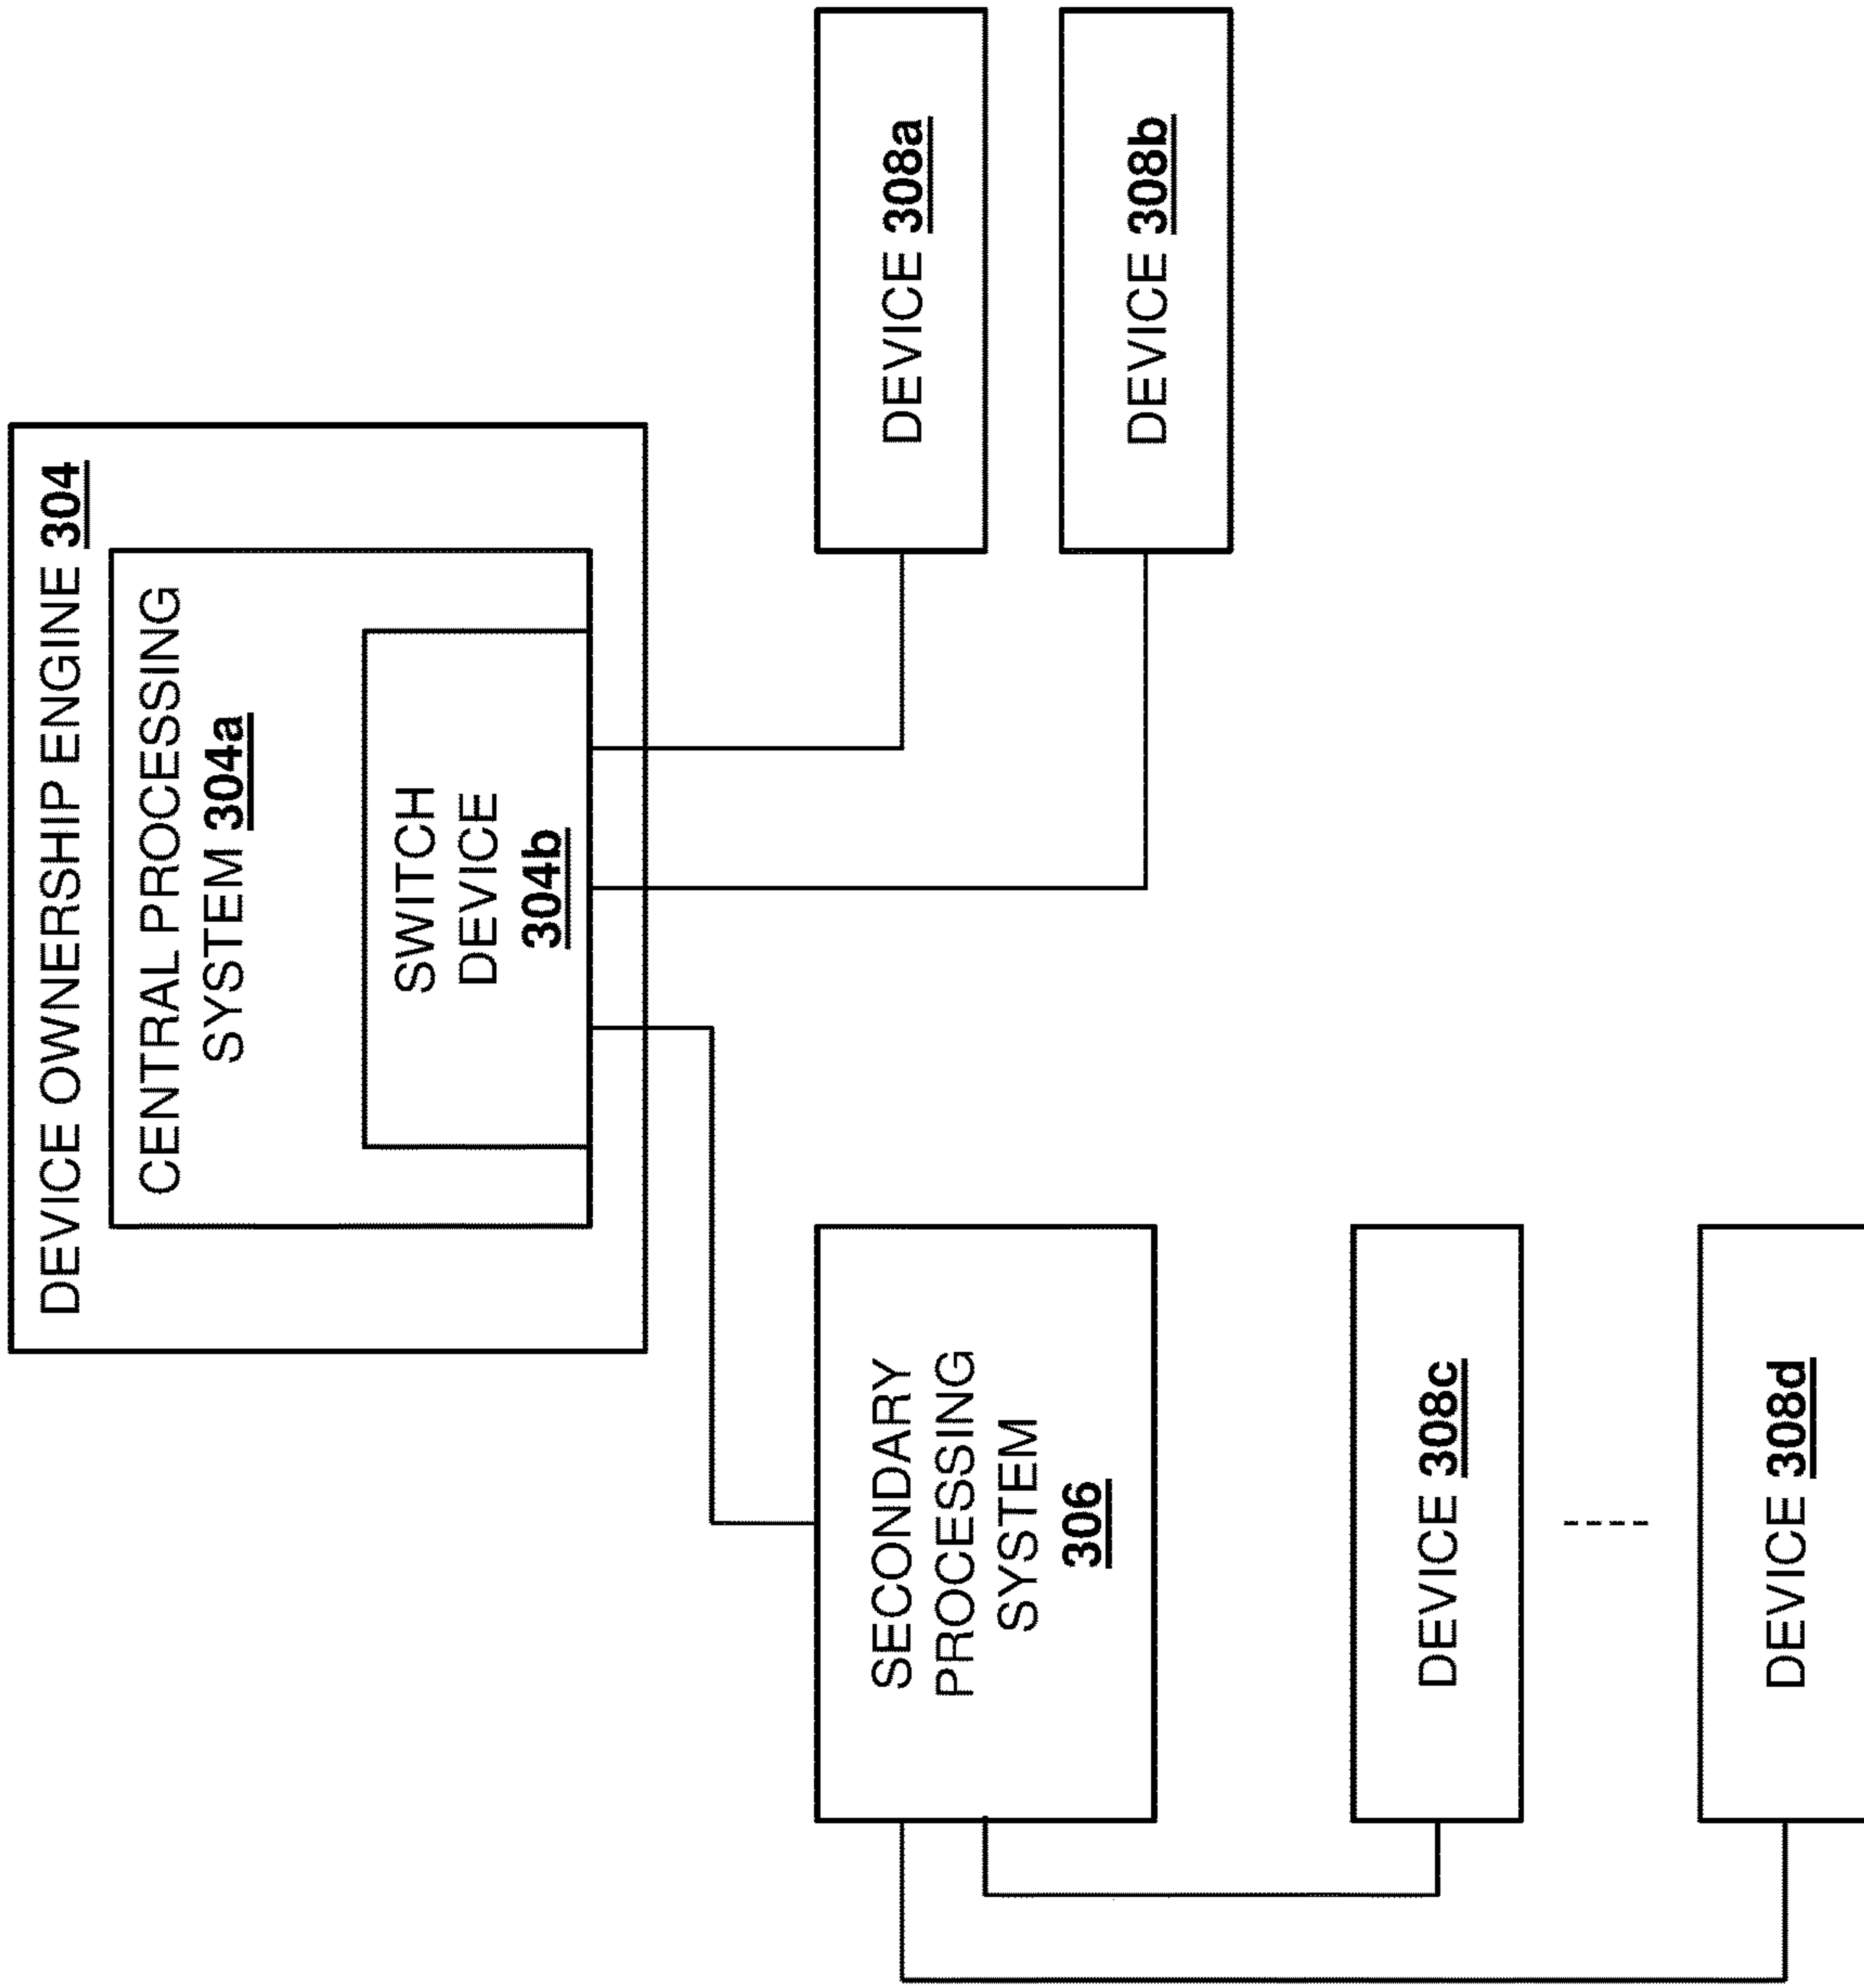 DEVICE OWNERSHIP ENGINE 304
CENTRAL PROCESSING
SYSTEM 304a
SWITCH
DEVICE
304b
SECONDARY
PROCESSING
SYSTEM
306
DEVICE 308a
DEVICE 308b
DEVICE 308c
DEVICE 308d